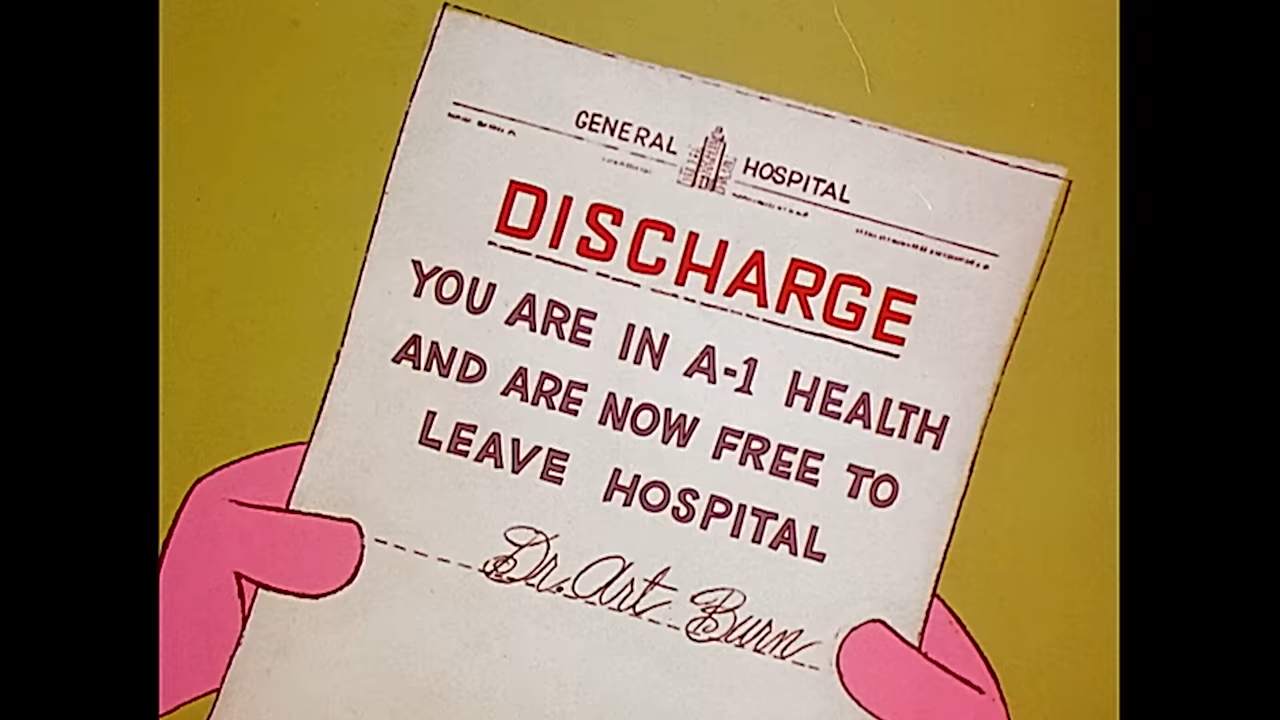 GENERAL HOSPITAL
DISCHARGE
YOU ARE IN A-1 HEALTH
AND ARE NOW FREE TO
LEAVE HOSPITAL
Dr. Art Burn